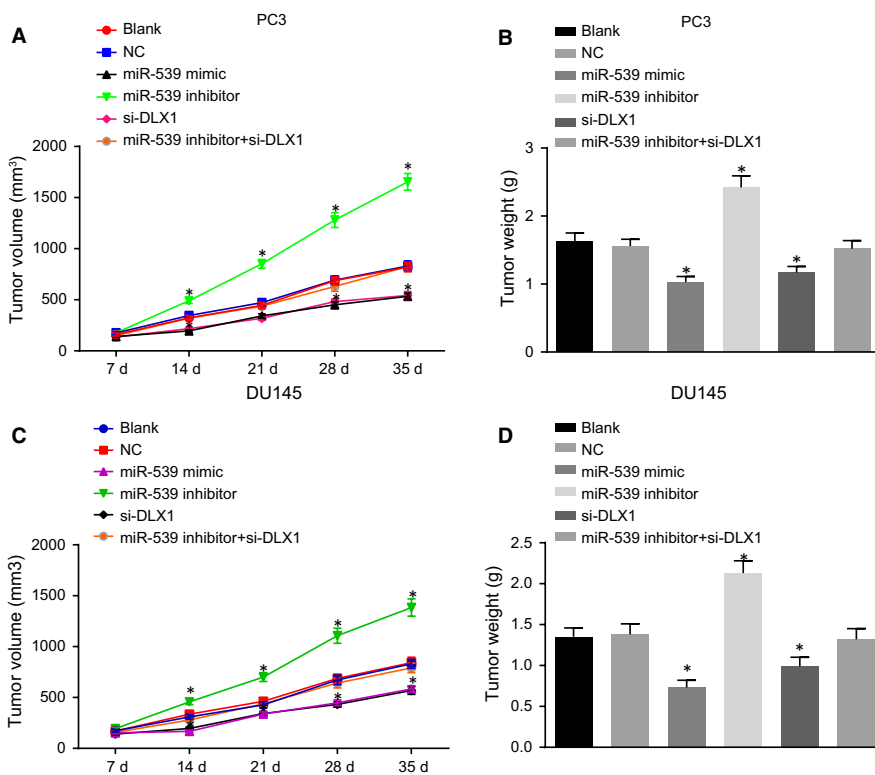 A
PC3
Blank
NC
miR-539 mimic
miR-539 inhibitor
si-DLX1
miR-539 inhibitor+si-DLX1
Tumor volume (mm³)
2000
1500
1000
500
0
* * * *
* * * *
7 d 14 d 21 d 28 d 35 d
B
PC3
Blank
NC
miR-539 mimic
miR-539 inhibitor
si-DLX1
miR-539 inhibitor+si-DLX1
Tumor weight (g)
3
2
1
0
* * *
DU145
C
Blank
NC
miR-539 mimic
miR-539 inhibitor
si-DLX1
miR-539 inhibitor+si-DLX1
Tumor volume (mm3)
2000
1500
1000
500
0
* * * *
* * * *
7 d 14 d 21 d 28 d 35 d
DU145
D
Blank
NC
miR-539 mimic
miR-539 inhibitor
si-DLX1
miR-539 inhibitor+si-DLX1
Tumor weight (g)
2.5
2.0
1.5
1.0
0.5
0.0
* * *